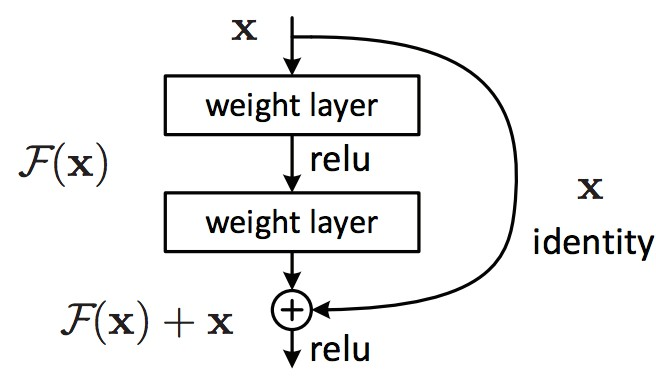 x
weight layer
relu
F(x)
x
weight layer
identity
F(x) + x
relu